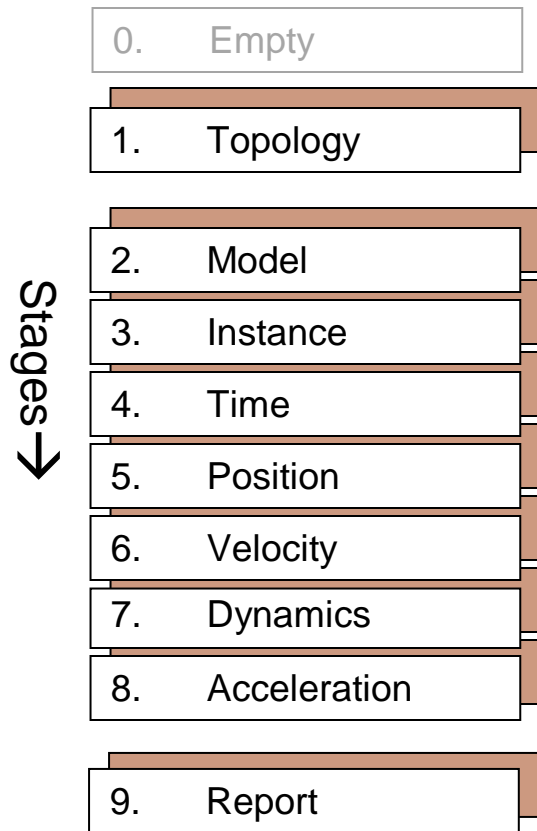 0. Empty
1. Topology
2. Model
3. Instance
4. Time
5. Position
6. Velocity
7. Dynamics
8. Acceleration
9. Report
Stages→